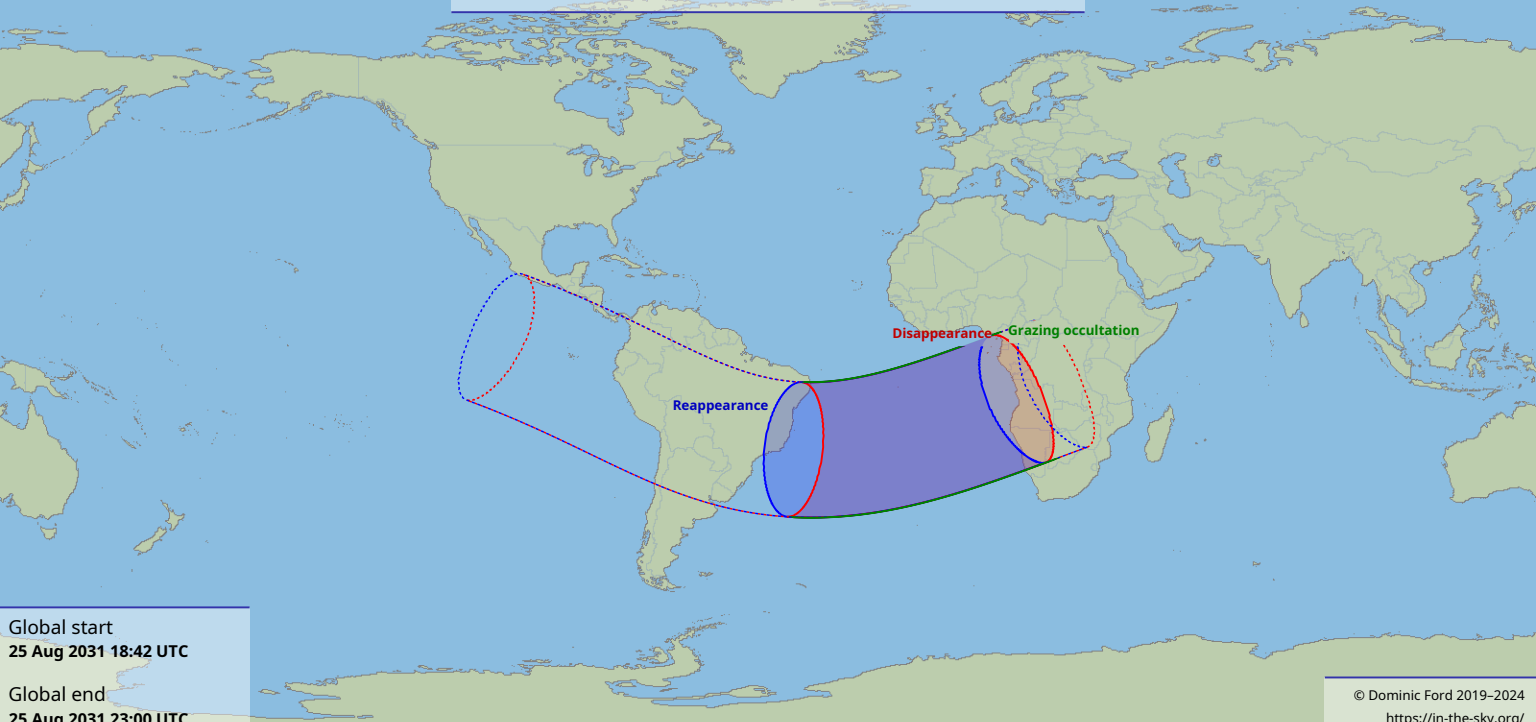 Disappearance
Grazing occultation
Reappearance
Global start
25 Aug 2031 18:42 UTC
Global end
25 Aug 2031 23:00 UTC
© Dominic Ford 2019–2024
https://in-the-sky.org/